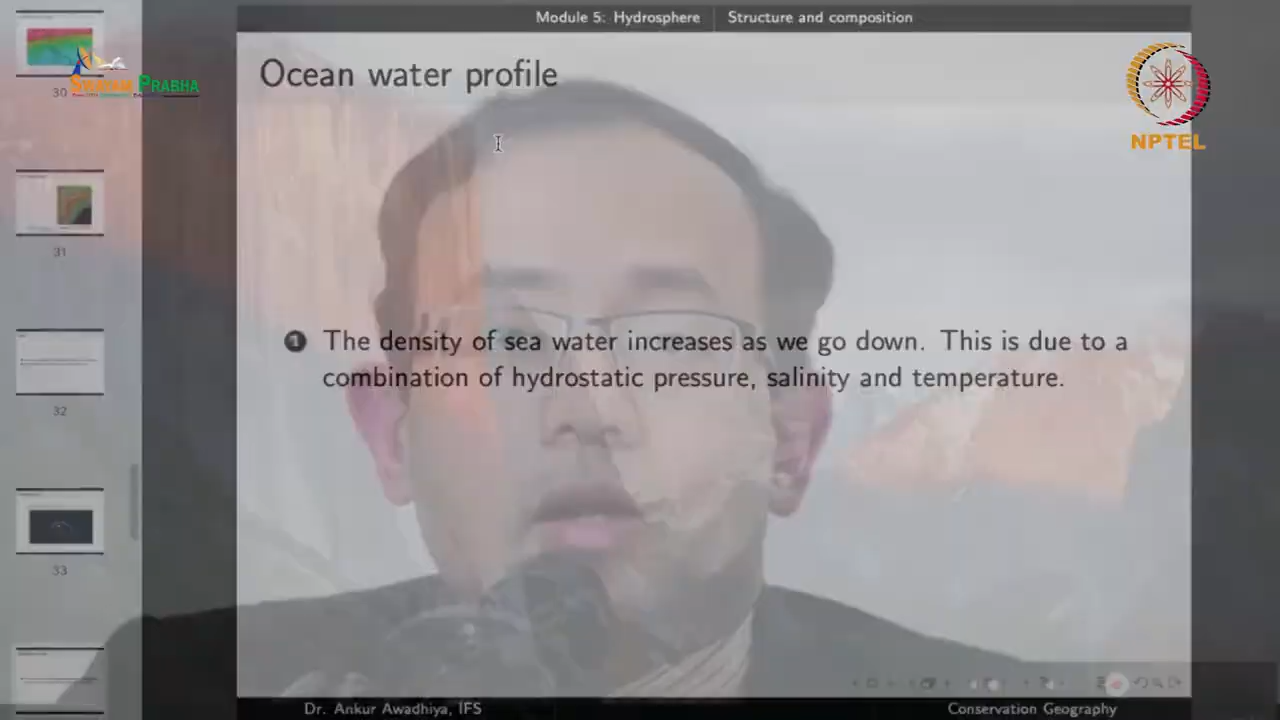 Module 5: Hydrosphere Structure and composition
Ocean water profile
SWAYAM PRABHA
NPTEL
30
31
1 The density of sea water increases as we go down. This is due to a
combination of hydrostatic pressure, salinity and temperature.
32
33
Dr. Ankur Awadhiya, IFS Conservation Geography